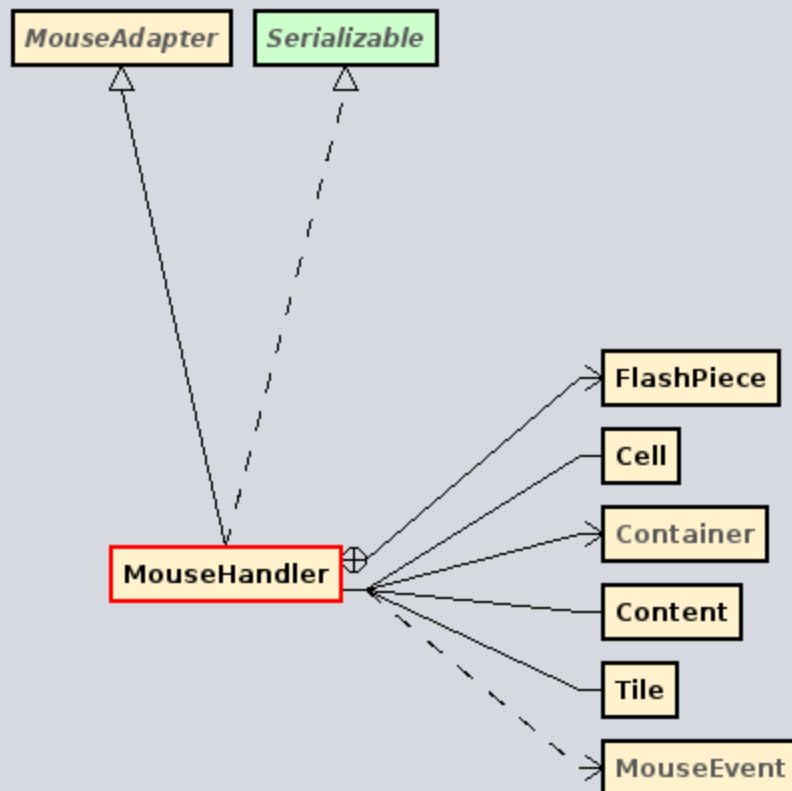 MouseAdapter
Serializable
FlashPiece
Cell
Container
MouseHandler
Content
Tile
MouseEvent